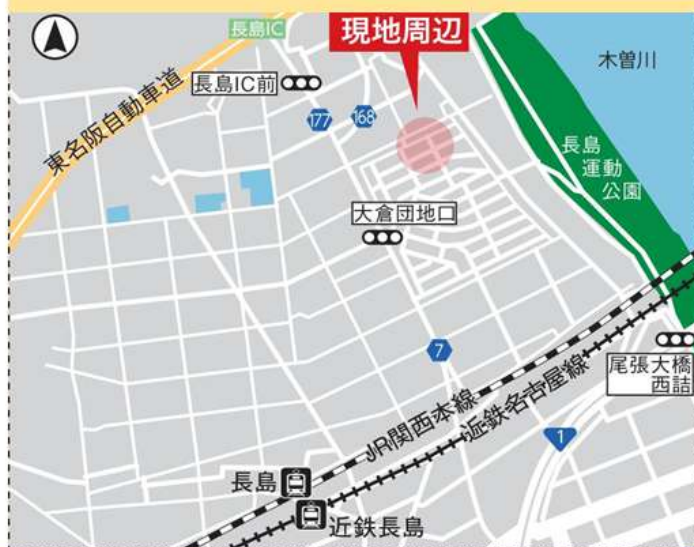 長島IC
現地周辺
木曽川
長島IC前
177
168
東名阪自動車道
長島
運動
公園
大倉団地口
7
尾張大橋
西詰
JR関西本線
近鉄名古屋線
1
長島
近鉄長島